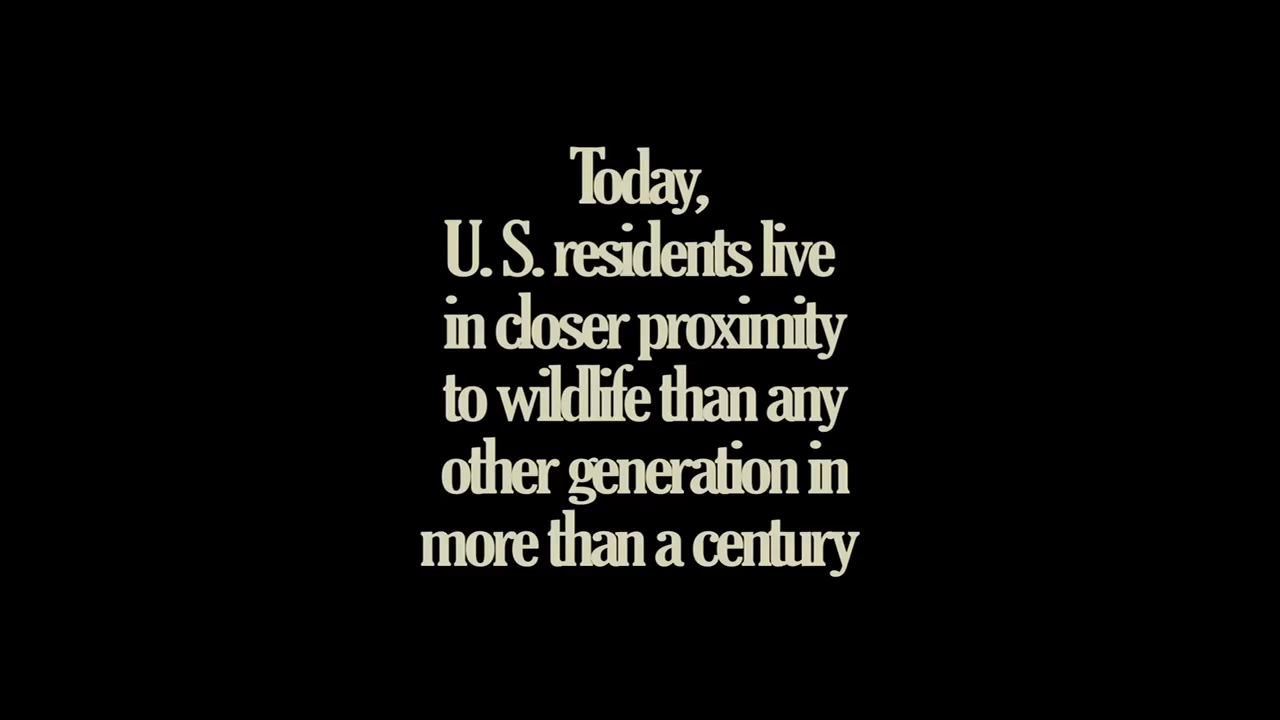 Today,
U. S. residents live
in closer proximity
to wildlife than any
other generation in
more than a century